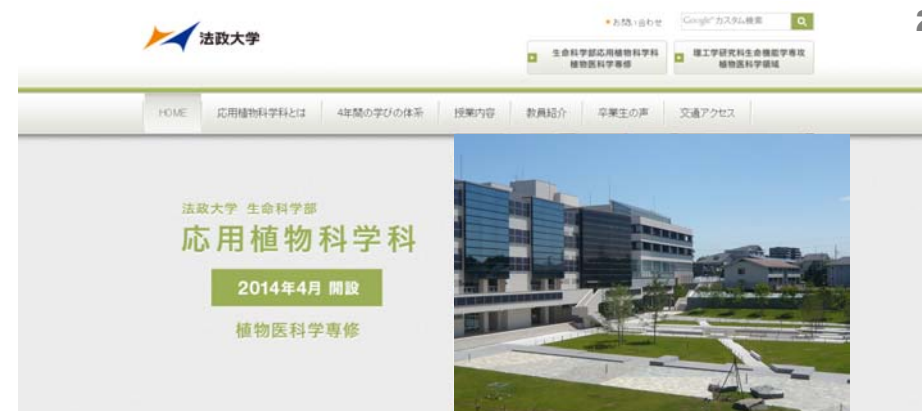 法政大学
お問い合わせ
Google カスタム検索
生命科学部応用植物科学科
植物医科学専修
理工学研究科生命機能学専攻
植物医科学領域
HOME
応用植物科学科とは
4年間の学びの体系
授業内容
教員紹介
卒業生の声
交通アクセス
法政大学 生命科学部
応用植物科学科
2014年4月 開設
植物医科学専修